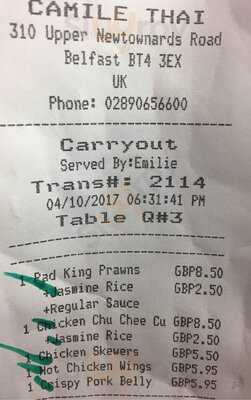 CAMILE THAI
310 Upper Newtownards Road
Belfast BT4 3EX
UK
Phone: 02890656600
Carryout
Served By:Emilie
Trans#: 2114
04/10/2017 06:31:41 PM
Table Q#3
1 Pad King Prawns GBP8.50
+Jasmine Rice GBP2.50
+Regular Sauce
1 Chicken Chu Chee Cu GBP8.50
+Jasmine Rice GBP2.50
1 Chicken Skewers GBP5.50
1 Hot Chicken Wings GBP5.95
1 Crispy Pork Belly GBP5.95